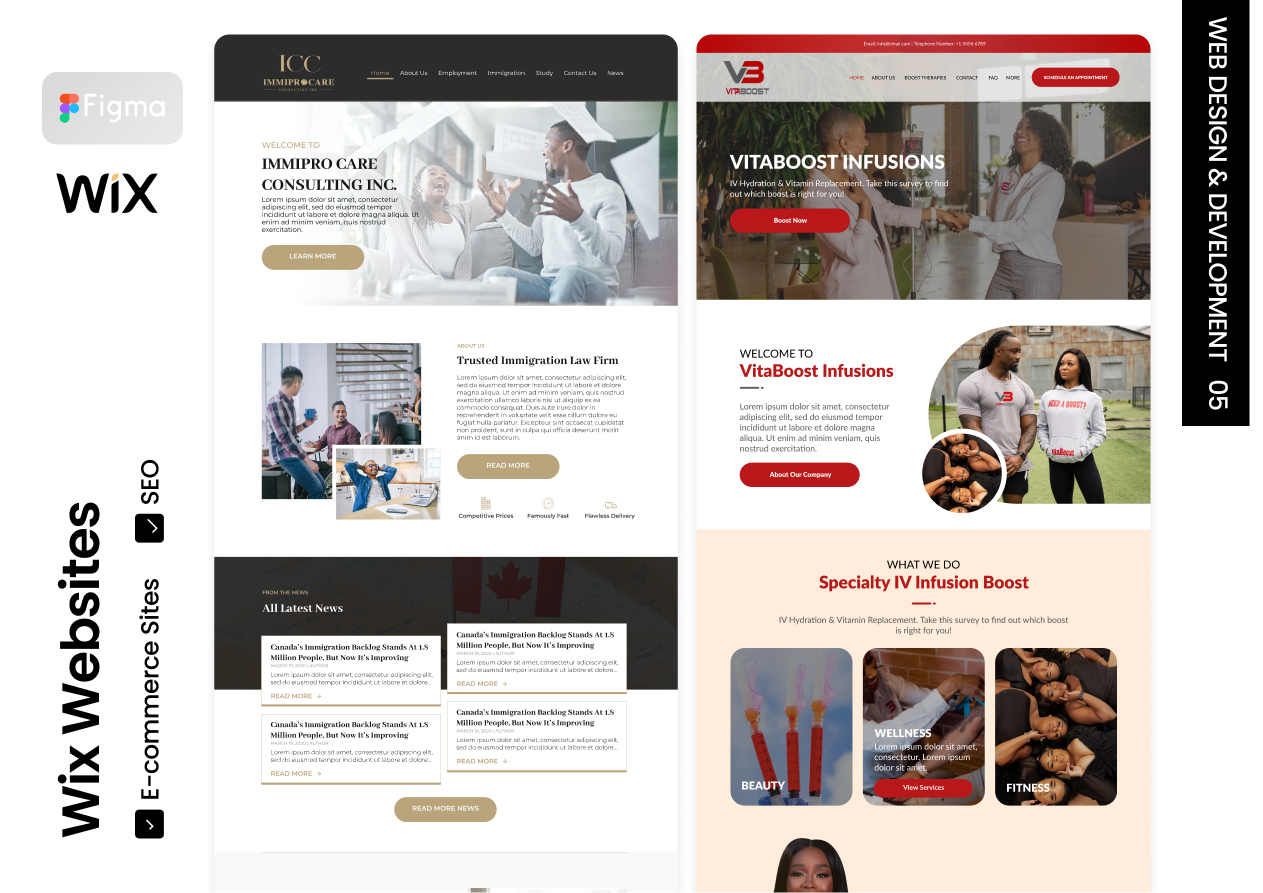 Figma
WiX
Wix Websites
E-commerce Sites
SEO
ICC
IMMIPROCARE
CONSULTING INC
Home About Us Employment Immigration Study Contact Us News
WELCOME TO
IMMIPRO CARE
CONSULTING INC.
Lorem ipsum dolor sit amet, consectetur
adipiscing elit, sed do eiusmod tempor
incididunt ut labore et dolore magna aliqua. Ut
enim ad minim veniam, quis nostrud
exercitation.
LEARN MORE
ABOUT US
Trusted Immigration Law Firm
Lorem ipsum dolor sit amet, consectetur adipiscing elit,
sed do eiusmod tempor incididunt ut labore et dolore
magna aliqua. Ut enim ad minim veniam, quis nostrud
exercitation ullamco laboris nisi ut aliquip ex ea
commodo consequat. Duis aute irure dolor in
reprehenderit in voluptate velit esse cillum dolore eu
fugiat nulla pariatur. Excepteur sint occaecat cupidatat
non proident, sunt in culpa qui officia deserunt mollit
anim id est laborum.
READ MORE
Competitive Prices Famously Fast Flawless Delivery
FROM THE NEWS
All Latest News
Canada's Immigration Backlog Stands At 1.8
Million People, But Now It's Improving
MARCH 19, 2020 | AUTHOR
Lorem ipsum dolor sit amet, consectetur adipiscing elit,
sed do eiusmod tempor incididunt ut labore et dolore...
READ MORE
Canada's Immigration Backlog Stands At 1.8
Million People, But Now It's Improving
MARCH 19, 2020 | AUTHOR
Lorem ipsum dolor sit amet, consectetur adipiscing elit,
sed do eiusmod tempor incididunt ut labore et dolore...
READ MORE
Canada's Immigration Backlog Stands At 1.8
Million People, But Now It's Improving
MARCH 19, 2020 | AUTHOR
Lorem ipsum dolor sit amet, consectetur adipiscing elit,
sed do eiusmod tempor incididunt ut labore et dolore...
READ MORE
Canada's Immigration Backlog Stands At 1.8
Million People, But Now It's Improving
MARCH 19, 2020 | AUTHOR
Lorem ipsum dolor sit amet, consectetur adipiscing elit,
sed do eiusmod tempor incididunt ut labore et dolore...
READ MORE
READ MORE NEWS
Email: Info@email.com | Telephone Number: +1 3456 6789
VB
VITABOOST
HOME ABOUT US BOOST THERAPIES CONTACT FAQ MORE SCHEDULE AN APPOINTMENT
VITABOOST INFUSIONS
IV Hydration & Vitamin Replacement. Take this survey to find
out which boost is right for you!
Boost Now
WELCOME TO
VitaBoost Infusions
Lorem ipsum dolor sit amet, consectetur
adipiscing elit, sed do eiusmod tempor
incididunt ut labore et dolore magna
aliqua. Ut enim ad minim veniam, quis
nostrud exercitation.
About Our Company
VB
NEED A BOOST?
VitaBoost
WHAT WE DO
Specialty IV Infusion Boost
IV Hydration & Vitamin Replacement. Take this survey to find out which boost
is right for you!
BEAUTY
WELLNESS
Lorem ipsum dolor sit amet,
consectetur. Lorem ipsum
dolor sit amet,
View Services
FITNESS
WEB DESIGN & DEVELOPMENT 05